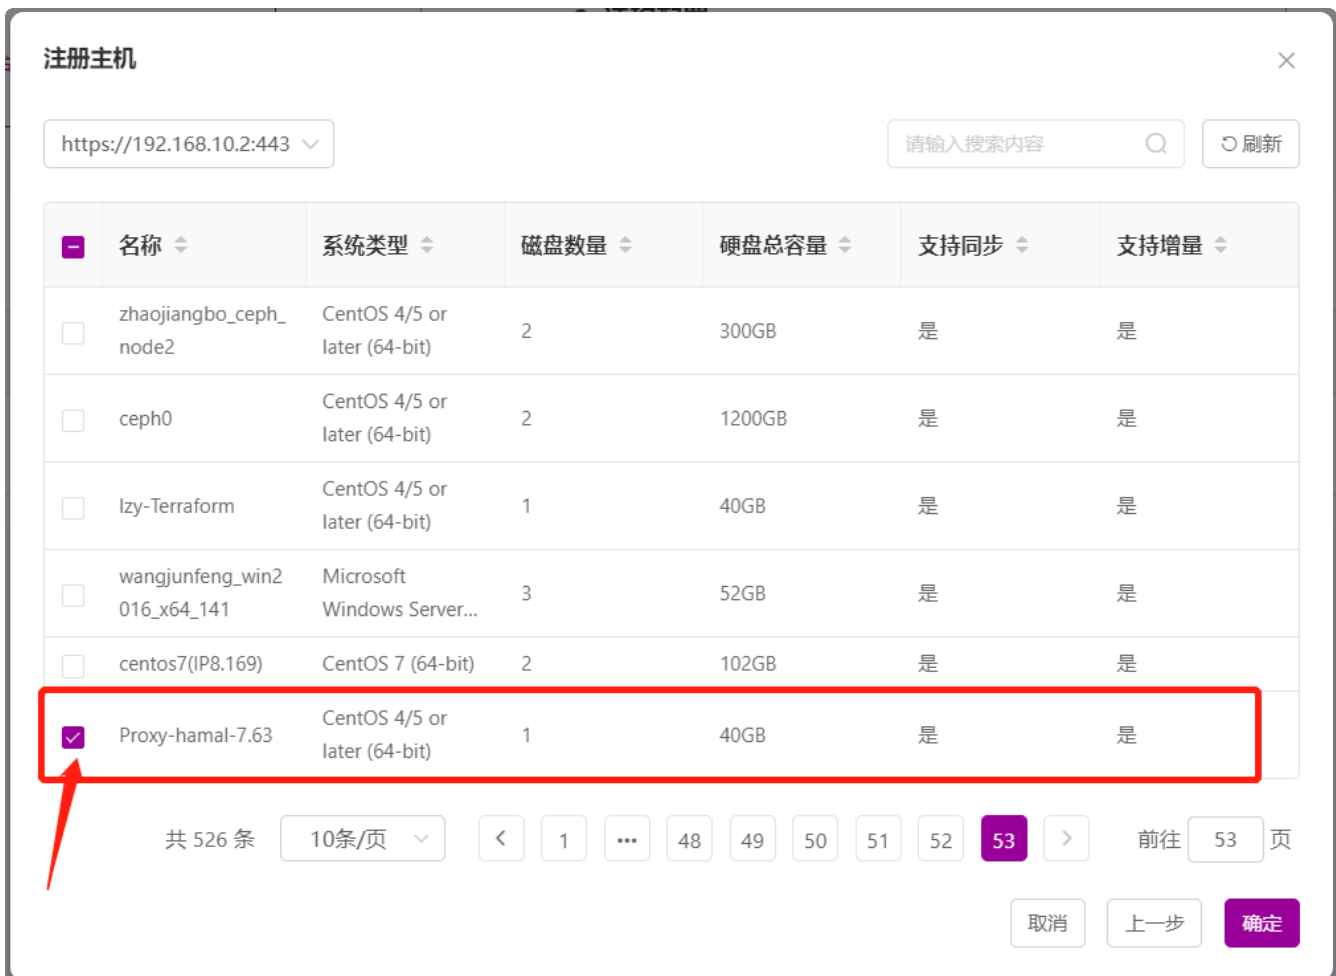 注册主机
https://192.168.10.2:443
请输入搜索内容
刷新
名称 系统类型 磁盘数量 硬盘总容量 支持同步 支持增量
zhaojiangbo_ceph_
node2
CentOS 4/5 or
later (64-bit)
2 300GB 是 是
ceph0
CentOS 4/5 or
later (64-bit)
2 1200GB 是 是
lzy-Terraform
CentOS 4/5 or
later (64-bit)
1 40GB 是 是
wangjunfeng_win2
016_x64_141
Microsoft
Windows Server...
3 52GB 是 是
centos7(IP8.169) CentOS 7 (64-bit) 2 102GB 是 是
Proxy-hamal-7.63
CentOS 4/5 or
later (64-bit)
1 40GB 是 是
共 526 条 10条/页 1 ••• 48 49 50 51 52 53 前往 53 页
取消 上一步 确定